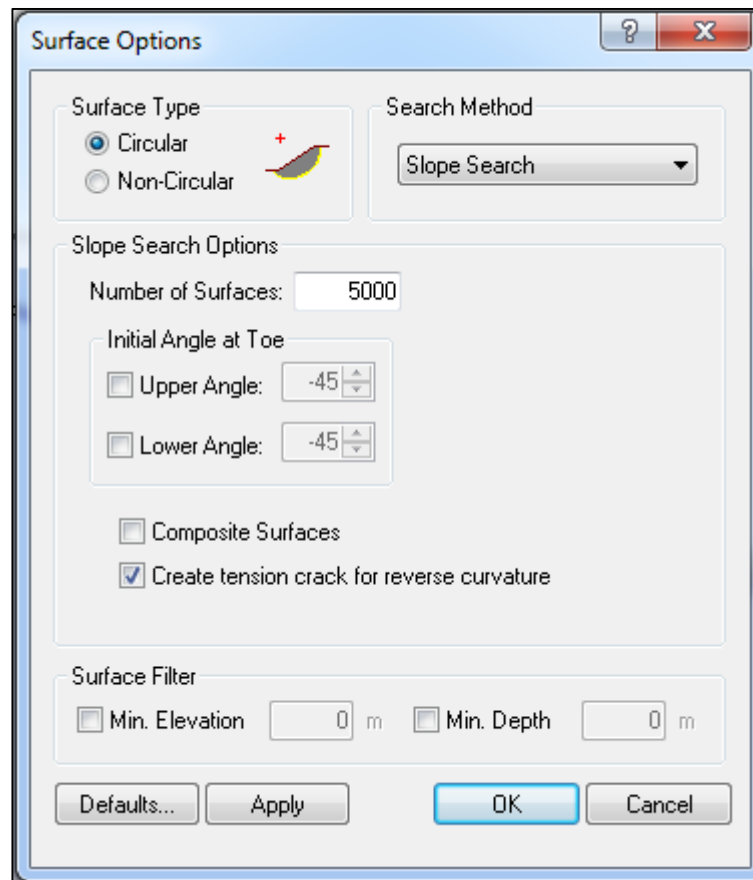 Surface Options
?
X
Surface Type
Circular
Non-Circular
Search Method
Slope Search
Slope Search Options
Number of Surfaces: 5000
Initial Angle at Toe
Upper Angle: -45
Lower Angle: -45
Composite Surfaces
Create tension crack for reverse curvature
Surface Filter
Min. Elevation 0 m Min. Depth 0 m
Defaults... Apply OK Cancel